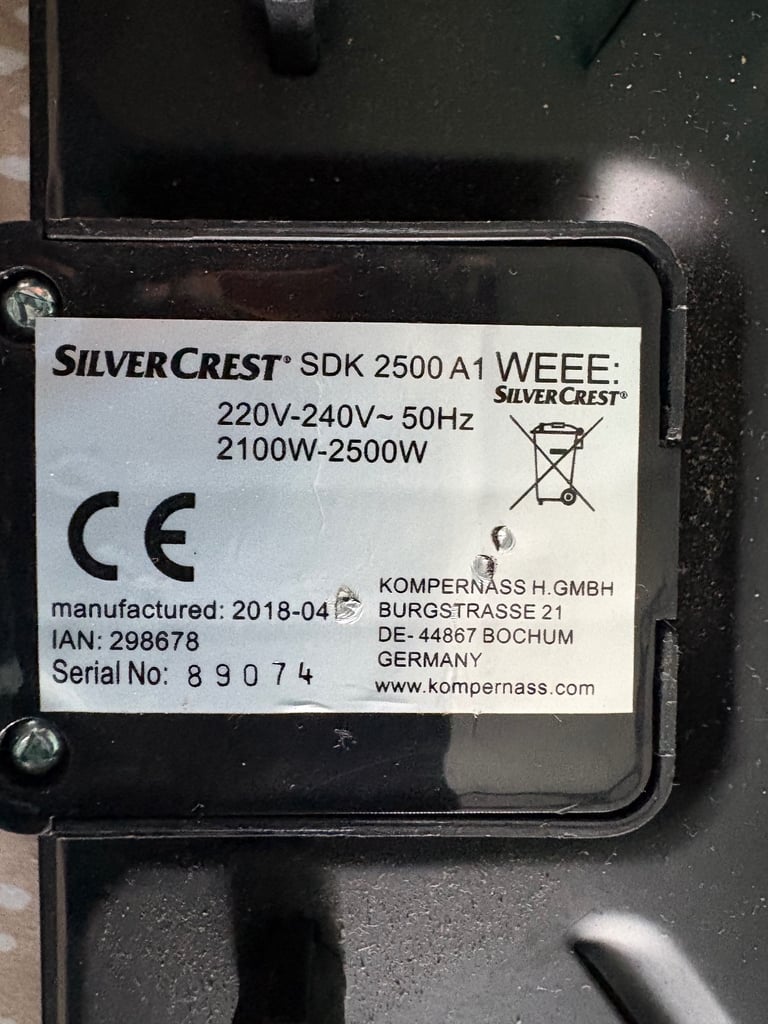 SILVERCREST® SDK 2500 A1
220V-240V~ 50Hz
2100W-2500W
WEEE:
SILVERCREST®
CE
manufactured: 2018-04
IAN: 298678
Serial No: 89074
KOMPERNASS H.GMBH
BURGSTRASSE 21
DE- 44867 BOCHUM
GERMANY
www.kompernass.com